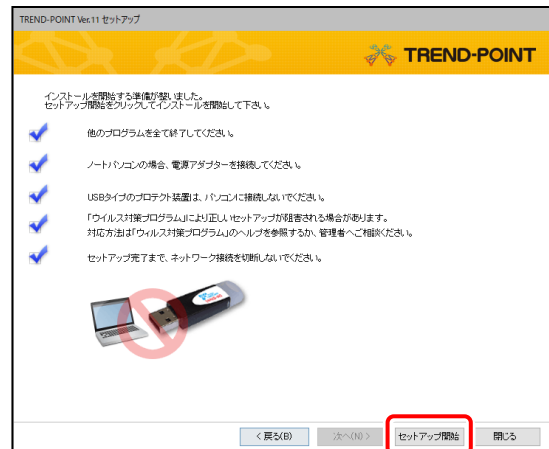 TREND-POINT Ver.11 セットアップ
TREND-POINT
インストールを開始する準備が整いました。
セットアップ開始をクリックしてインストールを開始して下さい。
他のプログラムを全て終了してください。
ノートパソコンの場合、電源アダプターを接続してください。
USBタイプのプロテクト装置は、パソコンに接続しないでください。
「ウイルス対策プログラム」により正しいセットアップが阻害される場合があります。
対応方法は「ウィルス対策プログラム」のヘルプを参照するか、管理者へご相談ください。
セットアップ完了まで、ネットワーク接続を切断しないでください。
< 戻る(B)
次へ(N) >
セットアップ開始
閉じる